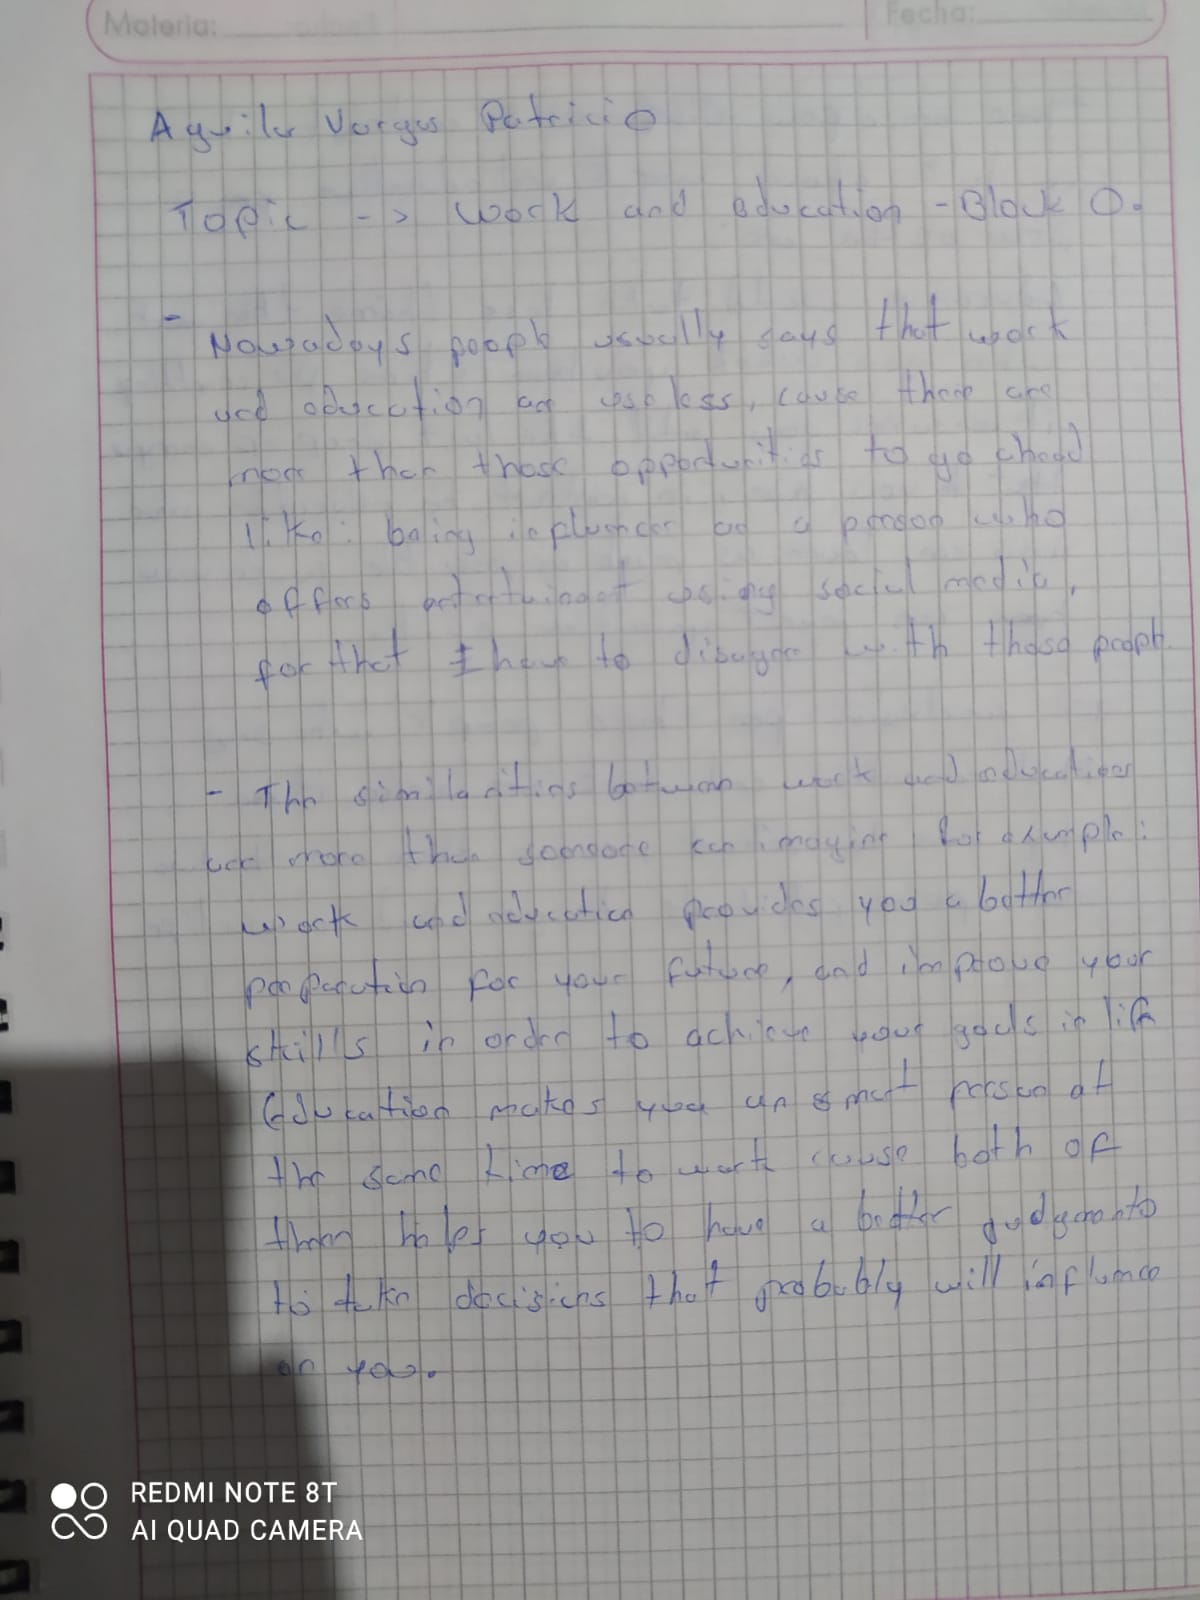 Materia:
Fecha:
Aguilar Vargas Patricio
Topic -> Work and education - Block 0.
- Nowadays people usually says that work
and education are useless, cause there are
more than those opportunities to go ahead
like: being influencer or a person who
offers using social media,
for that I have to disagree with those people
- The similarities between work and education
are more than someone can imagine for example:
work and education provides you a better
preparation for your future, and improve your
skills in order to achieve your goals in life
Education makes you an smart person at
the same time to work cause both of
them helps you to have a better judgments
to take decisions that probably will influence
on you.
REDMI NOTE 8T
AI QUAD CAMERA